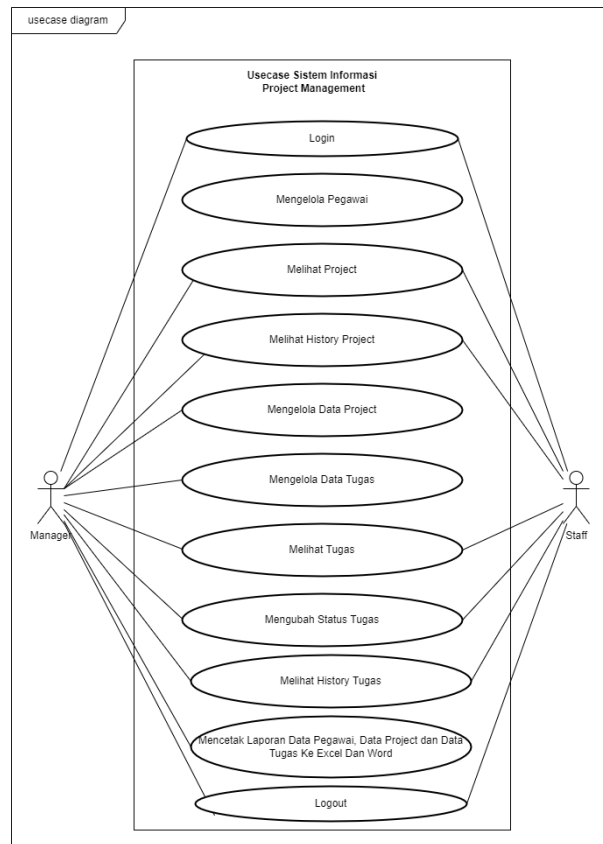 usecase diagram
Usecase Sistem Informasi
Project Management
Login
Mengelola Pegawai
Melihat Project
Melihat History Project
Mengelola Data Project
Mengelola Data Tugas
Manager
Staff
Melihat Tugas
Mengubah Status Tugas
Melihat History Tugas
Mencetak Laporan Data Pegawai, Data Project dan Data
Tugas Ke Excel Dan Word
Logout